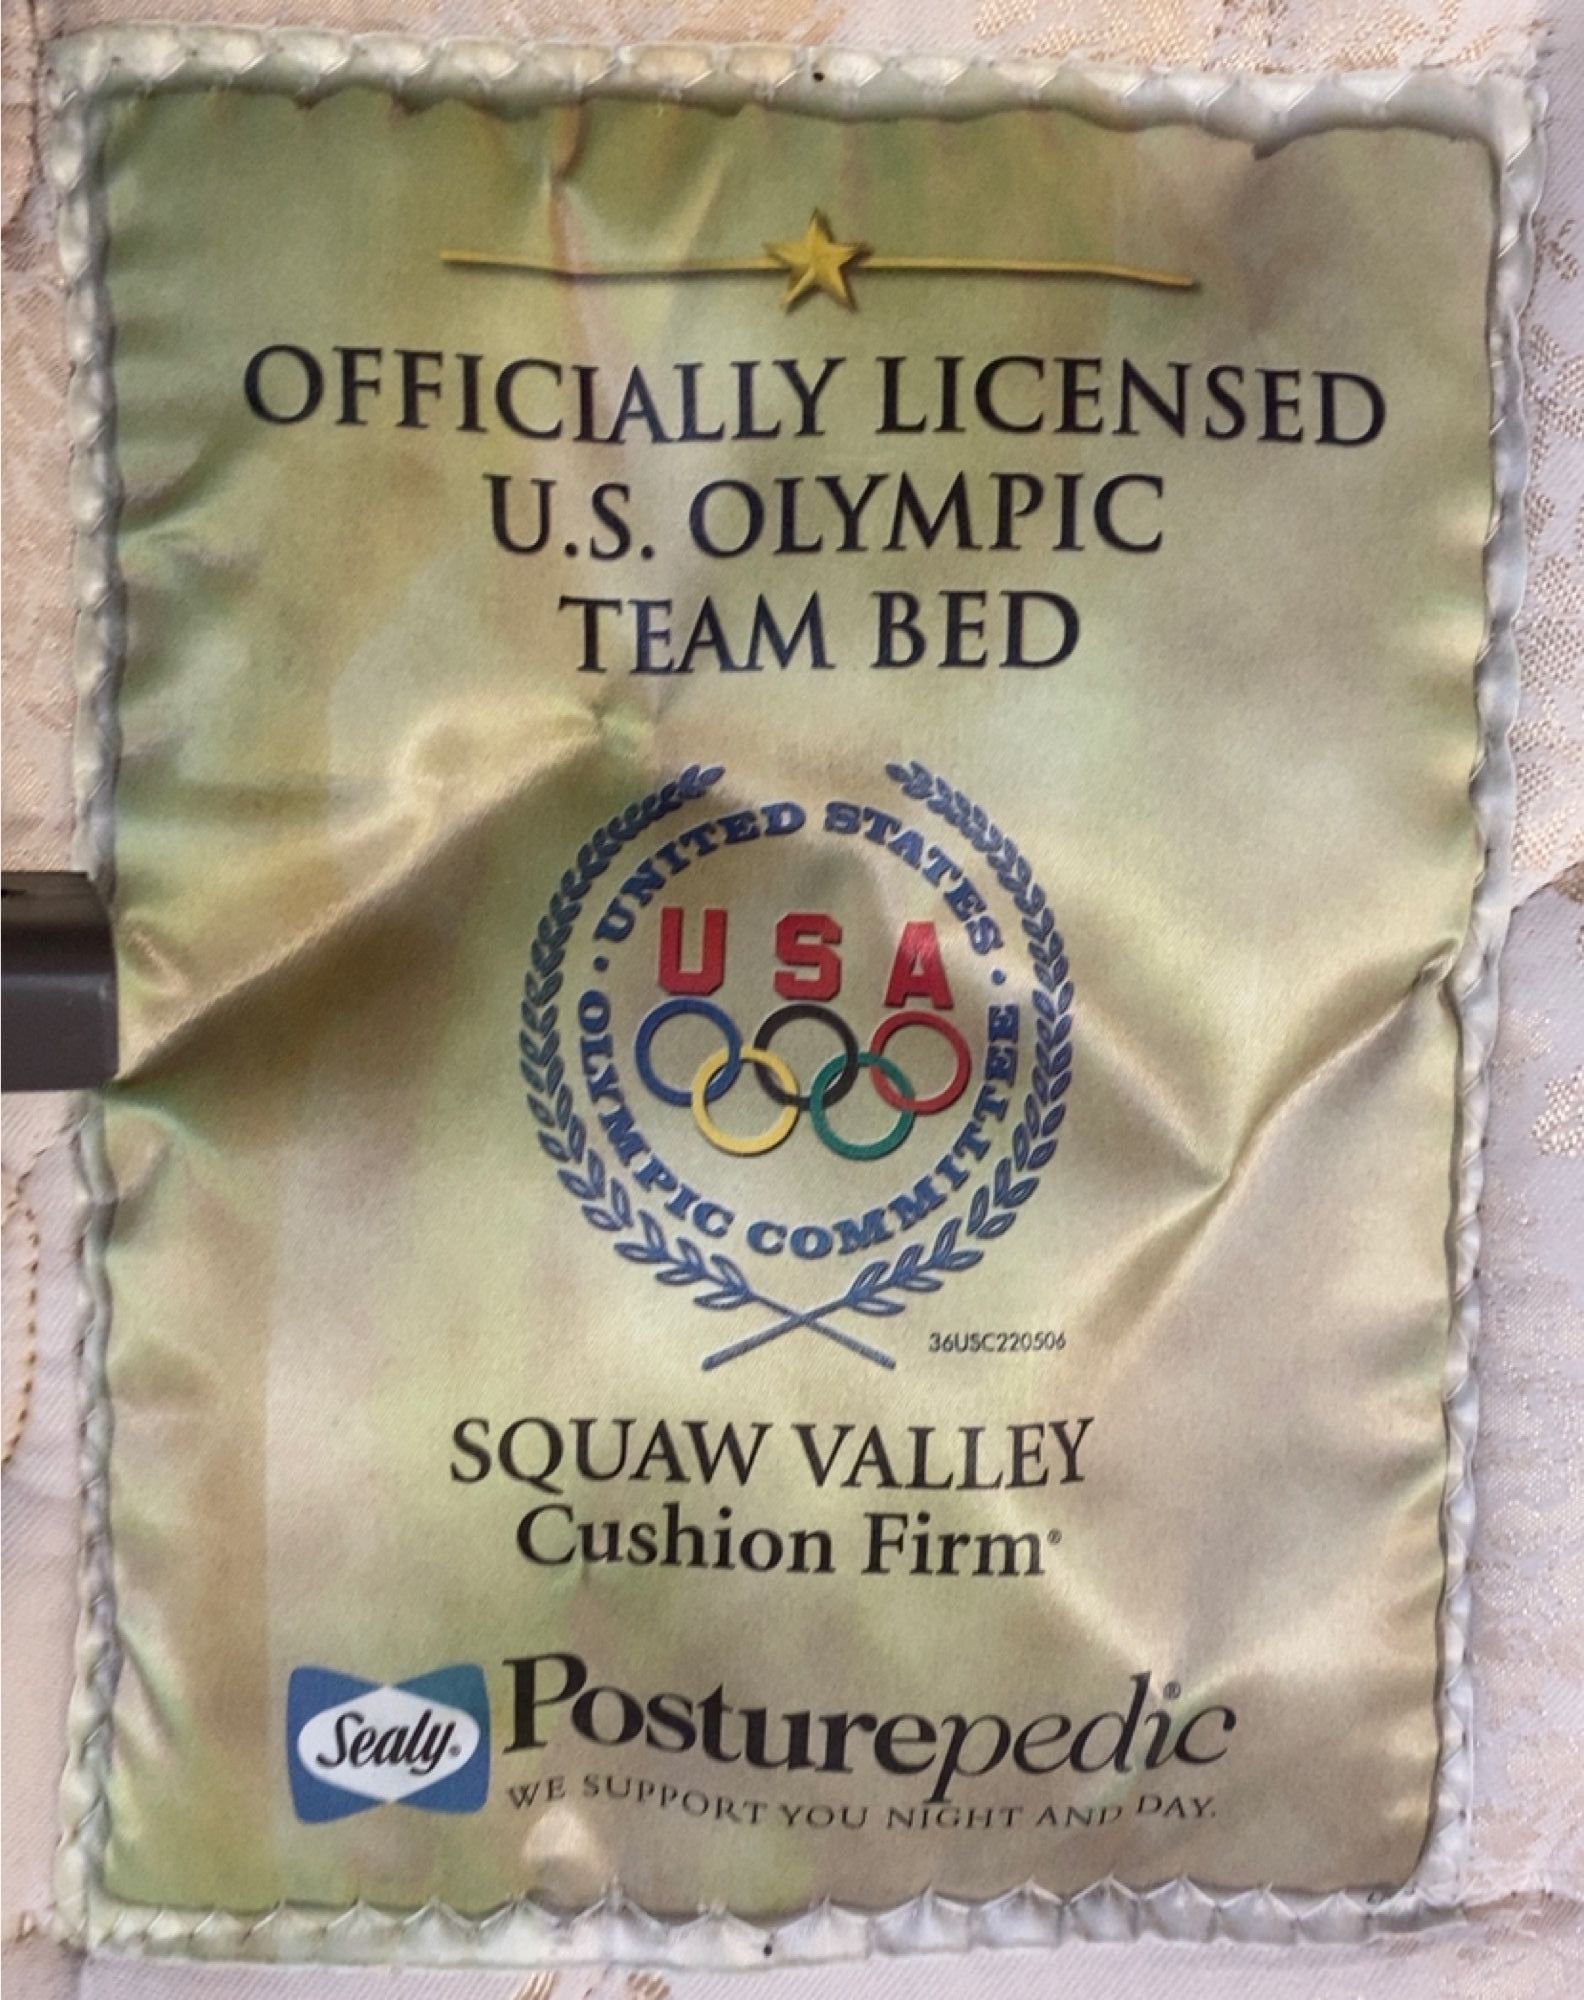 OFFICIALLY LICENSED
U.S. OLYMPIC
TEAM BED
· UNITED STATES ·
USA
OLYMPIC COMMITTEE
36USC220506
SQUAW VALLEY
Cushion Firm®
Sealy® Posturepedic®
WE SUPPORT YOU NIGHT AND DAY.